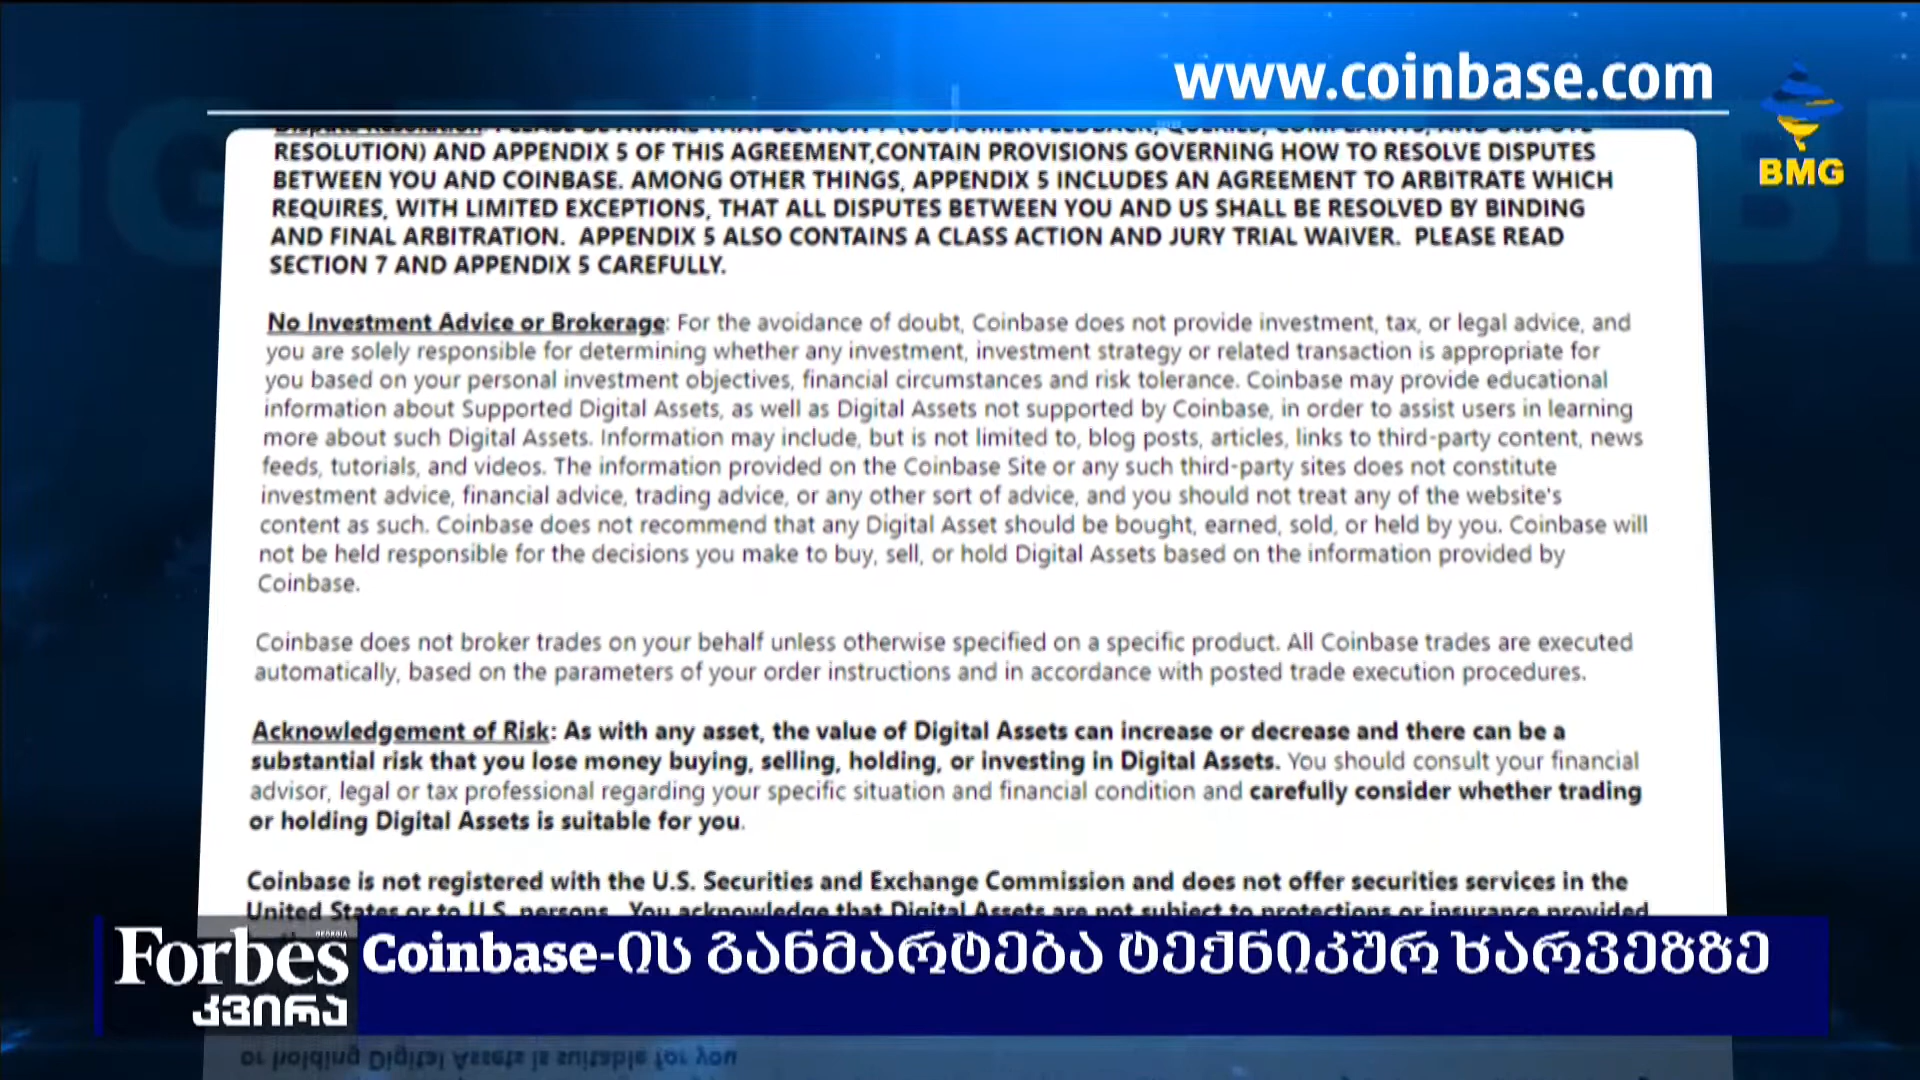 www.coinbase.com
BMG
RESOLUTION) AND APPENDIX 5 OF THIS AGREEMENT,CONTAIN PROVISIONS GOVERNING HOW TO RESOLVE DISPUTES
BETWEEN YOU AND COINBASE. AMONG OTHER THINGS, APPENDIX 5 INCLUDES AN AGREEMENT TO ARBITRATE WHICH
REQUIRES, WITH LIMITED EXCEPTIONS, THAT ALL DISPUTES BETWEEN YOU AND US SHALL BE RESOLVED BY BINDING
AND FINAL ARBITRATION. APPENDIX 5 ALSO CONTAINS A CLASS ACTION AND JURY TRIAL WAIVER. PLEASE READ
SECTION 7 AND APPENDIX 5 CAREFULLY.
No Investment Advice or Brokerage: For the avoidance of doubt, Coinbase does not provide investment, tax, or legal advice, and
you are solely responsible for determining whether any investment, investment strategy or related transaction is appropriate for
you based on your personal investment objectives, financial circumstances and risk tolerance. Coinbase may provide educational
information about Supported Digital Assets, as well as Digital Assets not supported by Coinbase, in order to assist users in learning
more about such Digital Assets. Information may include, but is not limited to, blog posts, articles, links to third-party content, news
feeds, tutorials, and videos. The information provided on the Coinbase Site or any such third-party sites does not constitute
investment advice, financial advice, trading advice, or any other sort of advice, and you should not treat any of the website's
content as such. Coinbase does not recommend that any Digital Asset should be bought, earned, sold, or held by you. Coinbase will
not be held responsible for the decisions you make to buy, sell, or hold Digital Assets based on the information provided by
Coinbase.
Coinbase does not broker trades on your behalf unless otherwise specified on a specific product. All Coinbase trades are executed
automatically, based on the parameters of your order instructions and in accordance with posted trade execution procedures.
Acknowledgement of Risk: As with any asset, the value of Digital Assets can increase or decrease and there can be a
substantial risk that you lose money buying, selling, holding, or investing in Digital Assets. You should consult your financial
advisor, legal or tax professional regarding your specific situation and financial condition and carefully consider whether trading
or holding Digital Assets is suitable for you.
Coinbase is not registered with the U.S. Securities and Exchange Commission and does not offer securities services in the
United States or to U.S. persons. You acknowledge that Digital Assets are not subject to protections or insurance provided
Forbes
GEORGIA
კვირა
Coinbase-ის განმარტება ტექნიკურ ხარვეზზე